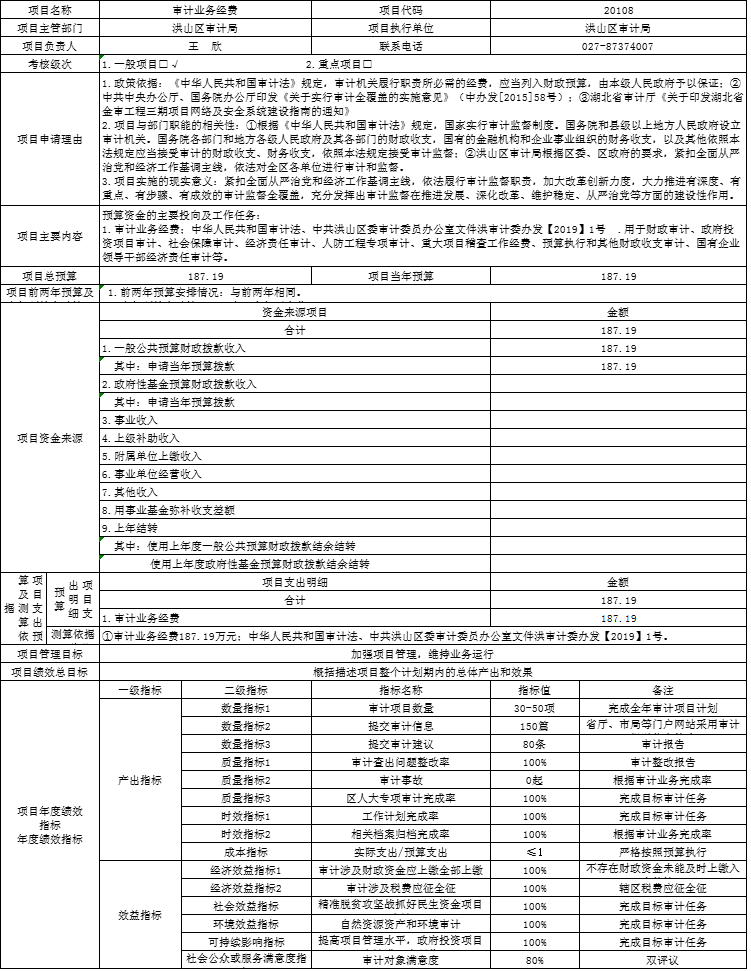 项目名称 审计业务经费 项目代码 20108
项目主管部门 洪山区审计局 项目执行单位 洪山区审计局
项目负责人 王 欣 联系电话 027-87374007
考核级次 1.一般项目□√ 2.重点项目□
项目申请理由
1.政策依据：《中华人民共和国审计法》规定，审计机关履行职责所必需的经费，应当列入财政预算，由本级人民政府予以保证；②
中共中央办公厅、国务院办公厅印发《关于实行审计全覆盖的实施意见》（中办发[2015]58号）；③湖北省审计厅《关于印发湖北省
金审工程三期项目网络及安全系统建设指南的通知》
2.项目与部门职能的相关性：①根据《中华人民共和国审计法》规定，国家实行审计监督制度。国务院和县级以上地方人民政府设立
审计机关。国务院各部门和地方各级人民政府及其各部门的财政收支，国有的金融机构和企业事业组织的财务收支，以及其他依照本
法规定应当接受审计的财政收支、财务收支，依照本法规定接受审计监督；②洪山区审计局根据区委、区政府的要求，紧扣全面从严
治党和经济工作基调主线，依法对全区各单位进行审计和监督。
3.项目实施的现实意义：紧扣全面从严治党和经济工作基调主线，依法履行审计监督职责，加大改革创新力度，大力推进有深度、有
重点、有步骤、有成效的审计监督全覆盖，充分发挥出审计监督在推进发展、深化改革、维护稳定、从严治党等方面的建设性作用。
项目主要内容
预算资金的主要投向及工作任务：
1.审计业务经费；中华人民共和国审计法、中共洪山区委审计委员办公室文件洪审计委办发【2019】1号 .用于财政审计、政府投
资项目审计、社会保障审计、经济责任审计、人防工程专项审计、重大项目稽查工作经费、预算执行和其他财政收支审计、国有企业
领导干部经济责任审计等。
项目总预算 187.19 项目当年预算 187.19
项目前两年预算及 1.前两年预算安排情况：与前两年相同。
项目资金来源
资金来源项目 金额
合计 187.19
1.一般公共预算财政拨款收入 187.19
其中：申请当年预算拨款 187.19
2.政府性基金预算财政拨款收入
其中：申请当年预算拨款
3.事业收入
4.上级补助收入
5.附属单位上缴收入
6.事业单位经营收入
7.其他收入
8.用事业基金弥补收支差额
9.上年结转
其中：使用上年度一般公共预算财政拨款结余结转
使用上年度政府性基金预算财政拨款结余结转
项目支出预算及测算依据
项目支出明细预算
项目支出明细 金额
合计 187.19
1.审计业务经费 187.19
测算依据 ①审计业务经费187.19万元；中华人民共和国审计法、中共洪山区委审计委员办公室文件洪审计委办发【2019】1号。
项目管理目标 加强项目管理，维持业务运行
项目绩效总目标 概括描述项目整个计划期内的总体产出和效果
项目年度绩效
指标
年度绩效指标
一级指标 二级指标 指标名称 指标值 备注
产出指标
数量指标1 审计项目数量 30-50项 完成全年审计项目计划
数量指标2 提交审计信息 150篇 省厅、市局等门户网站采用审计
数量指标3 提交审计建议 80条 审计报告
质量指标1 审计查出问题整改率 100% 审计整改报告
质量指标2 审计事故 0起 根据审计业务完成率
质量指标3 区人大专项审计完成率 100% 完成目标审计任务
时效指标1 工作计划完成率 100% 完成目标审计任务
时效指标2 相关档案归档完成率 100% 根据审计业务完成率
成本指标 实际支出/预算支出 ≤1 严格按照预算执行
效益指标
经济效益指标1 审计涉及财政资金应上缴全部上缴 100% 不存在财政资金未能及时上缴入
经济效益指标2 审计涉及税费应征全征 100% 辖区税费应征全征
社会效益指标 精准脱贫攻坚战抓好民生资金项目 100% 完成目标审计任务
环境效益指标 自然资源资产和环境审计 100% 完成目标审计任务
可持续影响指标 提高项目管理水平，政府投资项目 100% 完成目标审计任务
社会公众或服务满意度指 审计对象满意度 80% 双评议